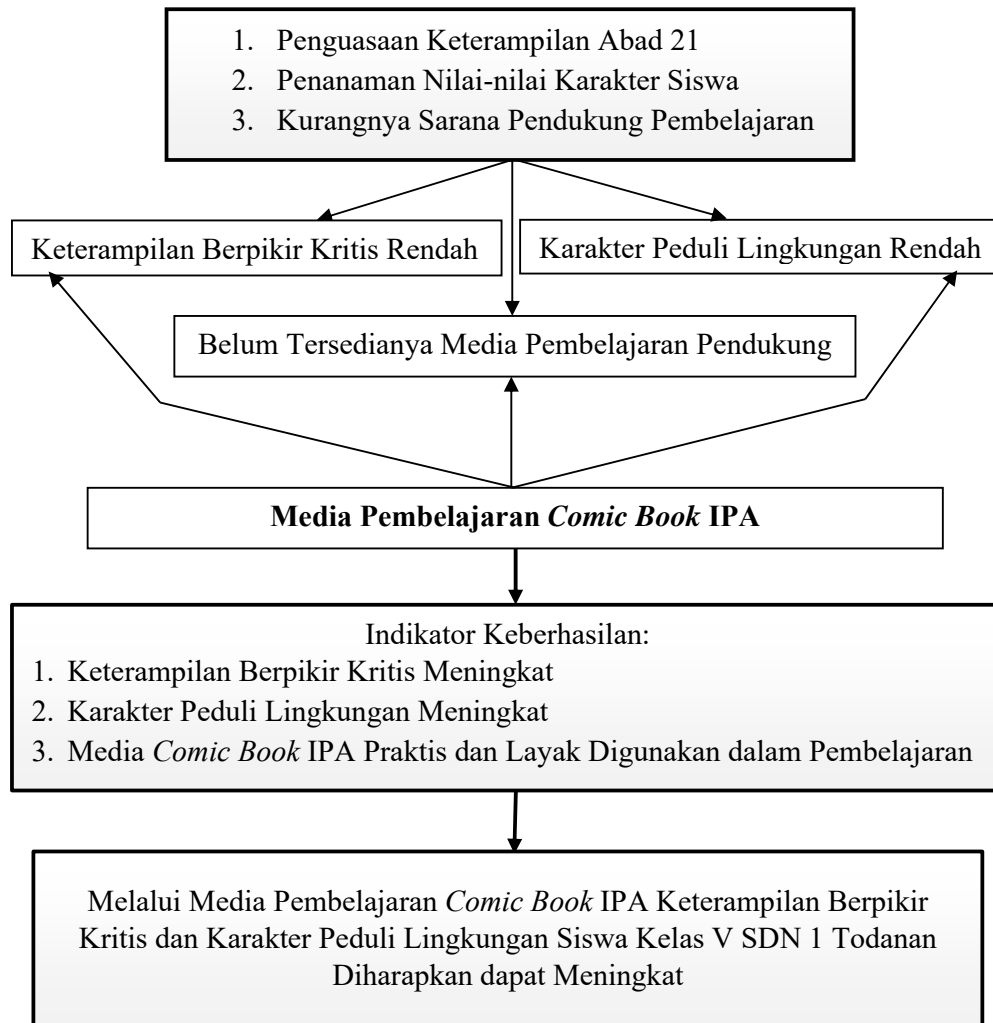 1. Penguasaan Keterampilan Abad 21
2. Penanaman Nilai-nilai Karakter Siswa
3. Kurangnya Sarana Pendukung Pembelajaran
Keterampilan Berpikir Kritis Rendah
Karakter Peduli Lingkungan Rendah
Belum Tersedianya Media Pembelajaran Pendukung
Media Pembelajaran Comic Book IPA
Indikator Keberhasilan:
1. Keterampilan Berpikir Kritis Meningkat
2. Karakter Peduli Lingkungan Meningkat
3. Media Comic Book IPA Praktis dan Layak Digunakan dalam Pembelajaran
Melalui Media Pembelajaran Comic Book IPA Keterampilan Berpikir
Kritis dan Karakter Peduli Lingkungan Siswa Kelas V SDN 1 Todanan
Diharapkan dapat Meningkat